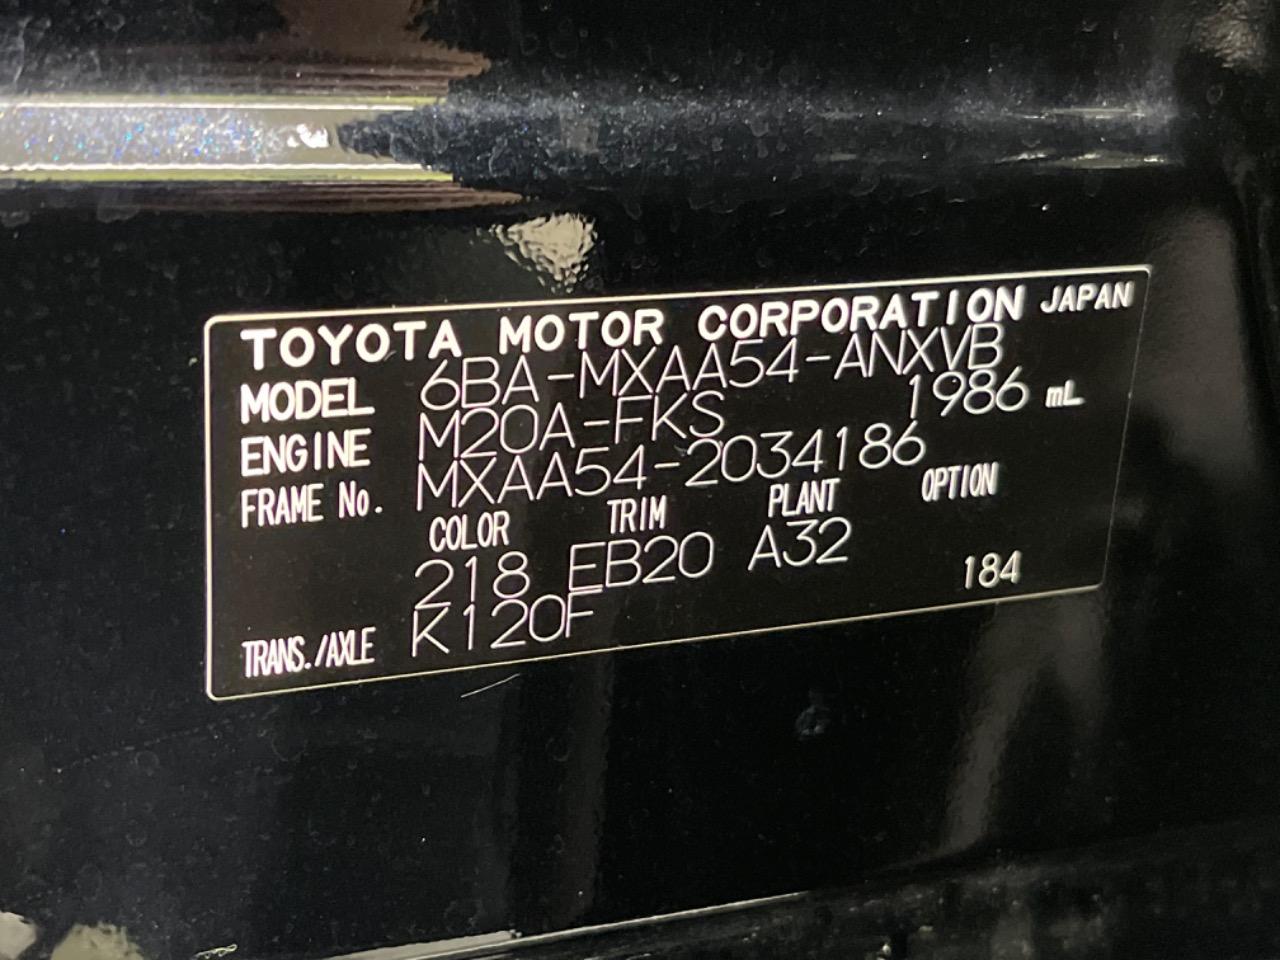 TOYOTA MOTOR CORPORATION JAPAN
MODEL 6BA-MXAA54-ANXVB
ENGINE M20A-FKS 1986 mL
FRAME No. MXAA54-2034186
COLOR TRIM PLANT OPTION
218 EB20 A32
TRANS./AXLE K120F 184